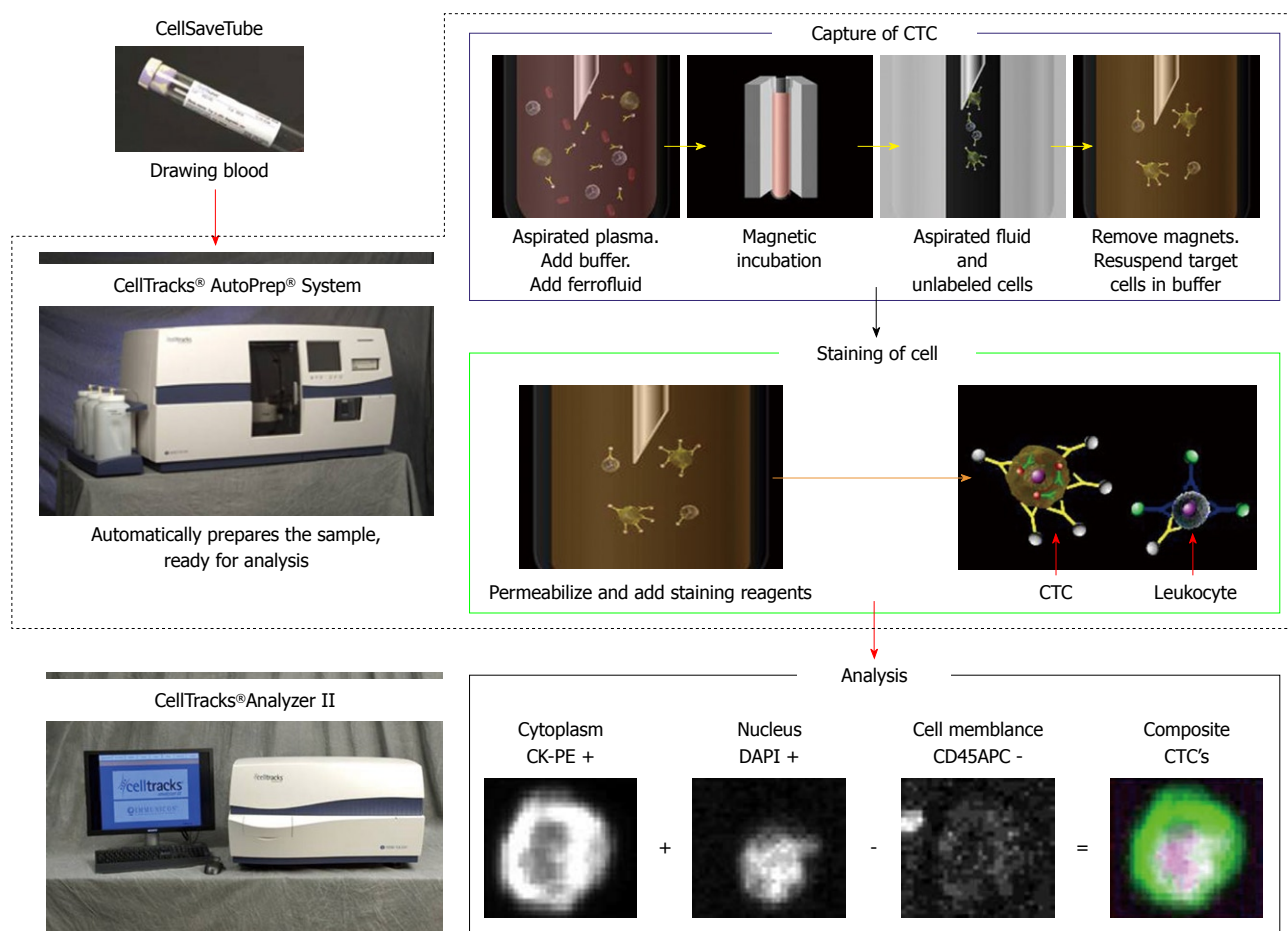 CellSaveTube
Drawing blood
CellTracks® AutoPrep® System
Automatically prepares the sample,
ready for analysis
Capture of CTC
Aspirated plasma.
Add buffer.
Add ferrofluid
Magnetic
incubation
Aspirated fluid
and
unlabeled cells
Remove magnets.
Resuspend target
cells in buffer
Staining of cell
Permeabilize and add staining reagents
CTC
Leukocyte
CellTracks®Analyzer II
celltracks
celltracks
Analysis
Cytoplasm
CK-PE +
Nucleus
DAPI +
Cell memblance
CD45APC -
Composite
CTC's
+
-
=